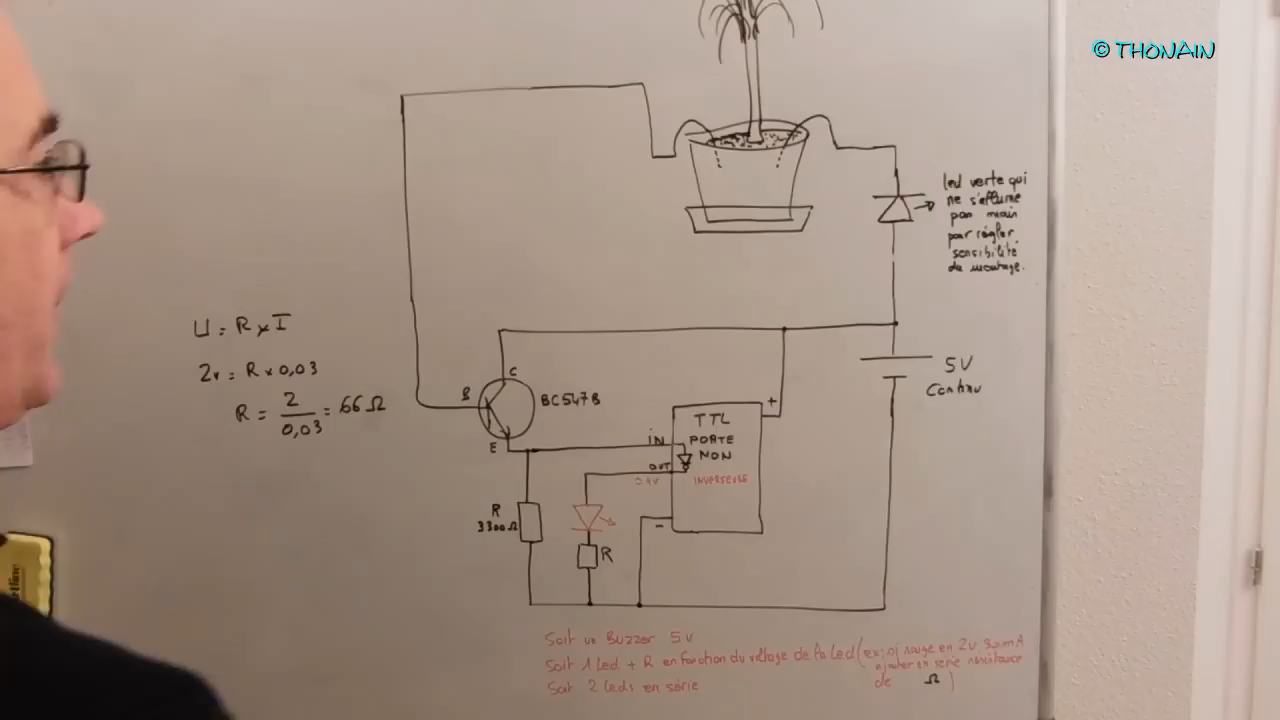 © THONAIN
led verte qui
ne s'allume
pas mais
pour régler
sensibilité
du montage.
U = R x I
2v = R x 0,03
R = 2 / 0,03 = 66 Ω
5V
Continu
C
B
BC547B
E
+
TTL
iN
PORTE
NON
OUT
INVERSEUSE
R
3300Ω
-
R
Soit un Buzzer 5v
Soit 1 Led + R en fonction du voltage de la Led (ex: si rouge en 2v 30mA
ajouter en série résistance
de Ω )
Soit 2 leds en série